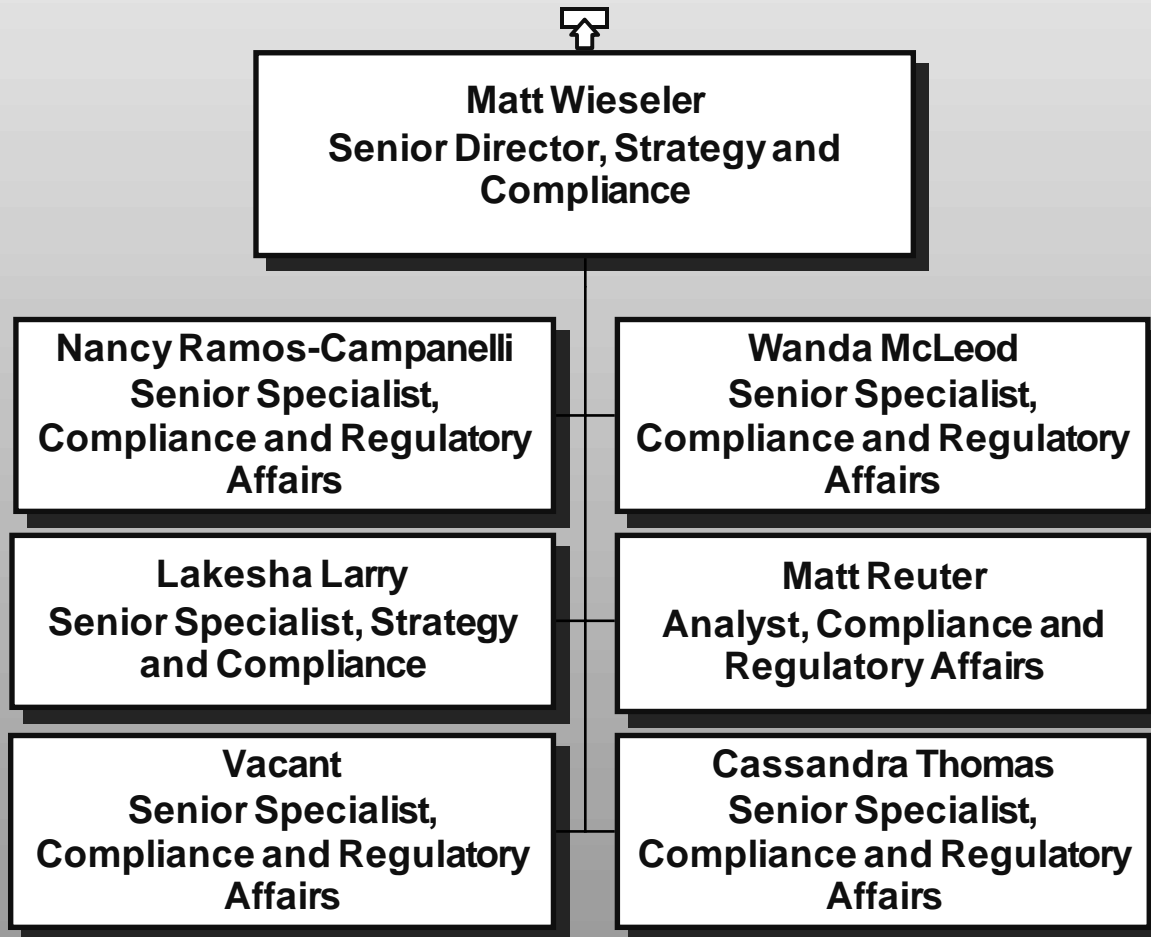 Matt Wieseler
Senior Director, Strategy and
Compliance
Nancy Ramos-Campanelli
Senior Specialist,
Compliance and Regulatory
Affairs
Wanda McLeod
Senior Specialist,
Compliance and Regulatory
Affairs
Lakesha Larry
Senior Specialist, Strategy
and Compliance
Matt Reuter
Analyst, Compliance and
Regulatory Affairs
Vacant
Senior Specialist,
Compliance and Regulatory
Affairs
Cassandra Thomas
Senior Specialist,
Compliance and Regulatory
Affairs